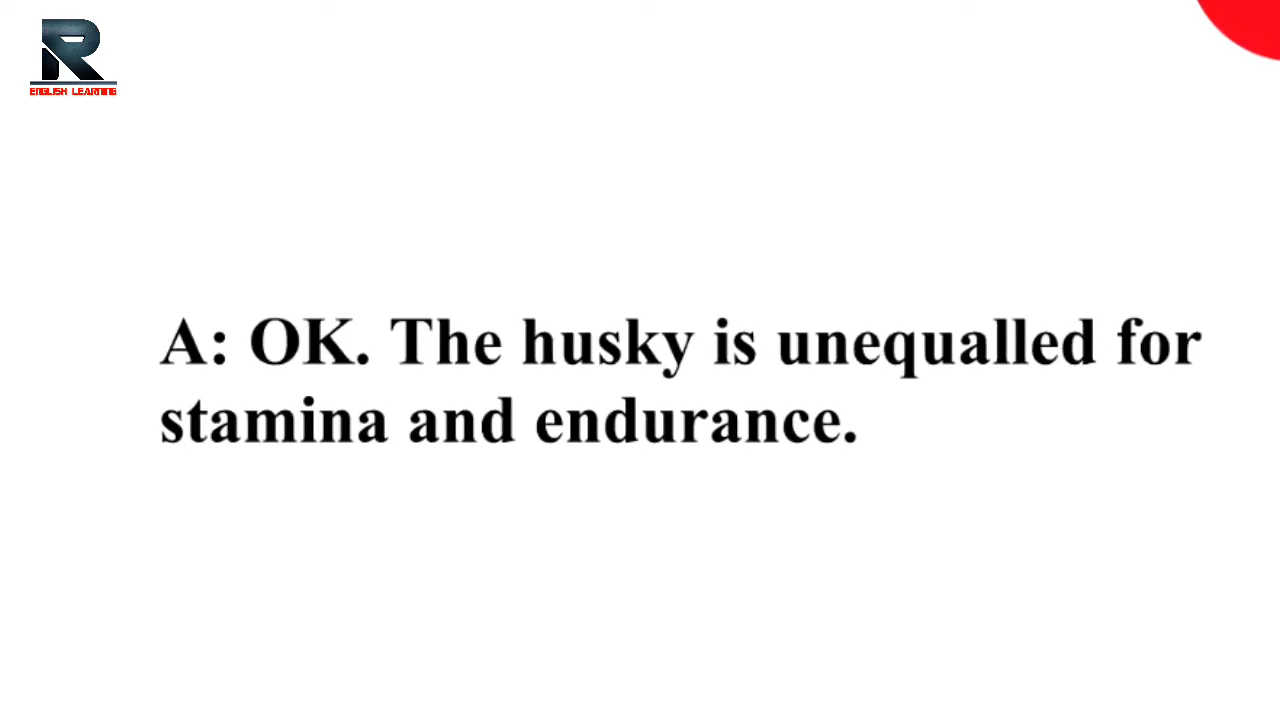 R
ENGLISH LEARNING
A: OK. The husky is unequalled for
stamina and endurance.